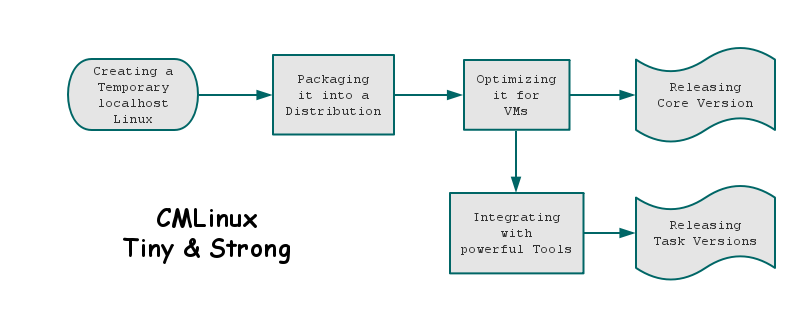 Creating a
Temporary
localhost
Linux
Packaging
it into a
Distribution
Optimizing
it for
VMs
Releasing
Core Version
Integrating
with
powerful Tools
Releasing
Task Versions
CMLinux
Tiny & Strong